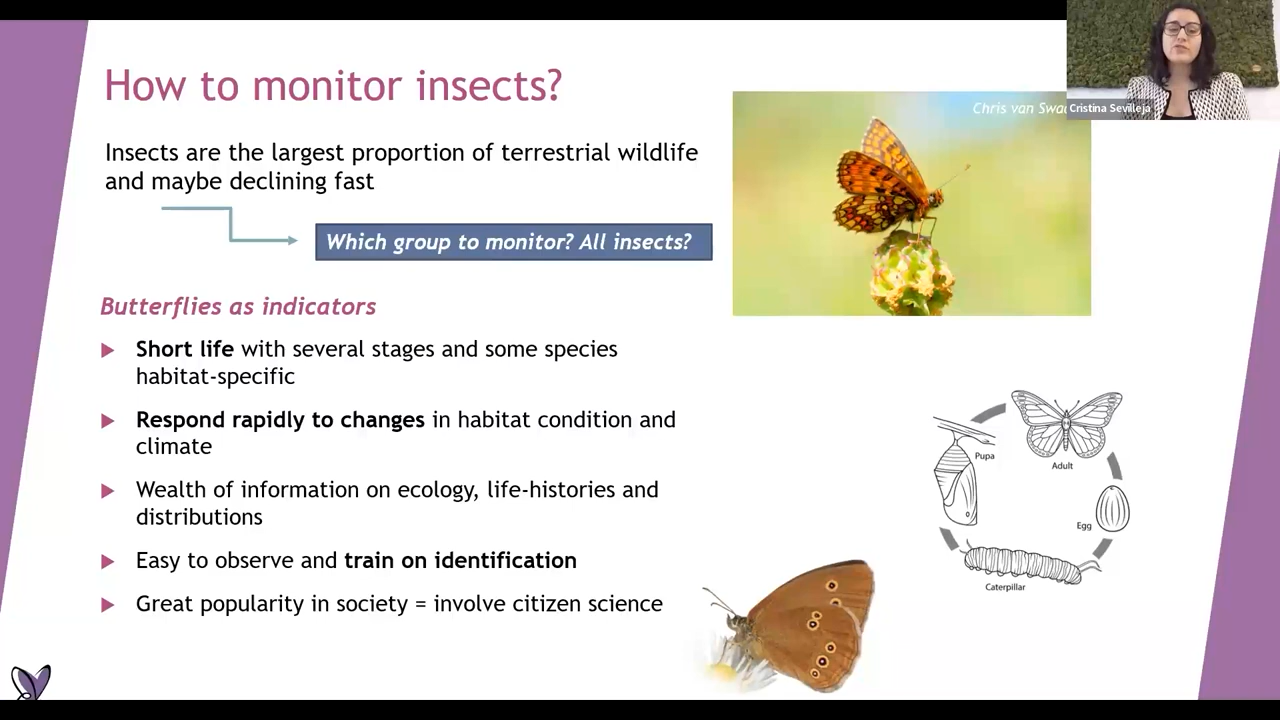 How to monitor insects?
Chris van Swa
Cristina Sevilleja
Insects are the largest proportion of terrestrial wildlife
and maybe declining fast
Which group to monitor? All insects?
Butterflies as indicators
Short life with several stages and some species
habitat-specific
Respond rapidly to changes in habitat condition and
climate
Wealth of information on ecology, life-histories and
distributions
Easy to observe and train on identification
Great popularity in society = involve citizen science
Pupa
Adult
Egg
Caterpillar